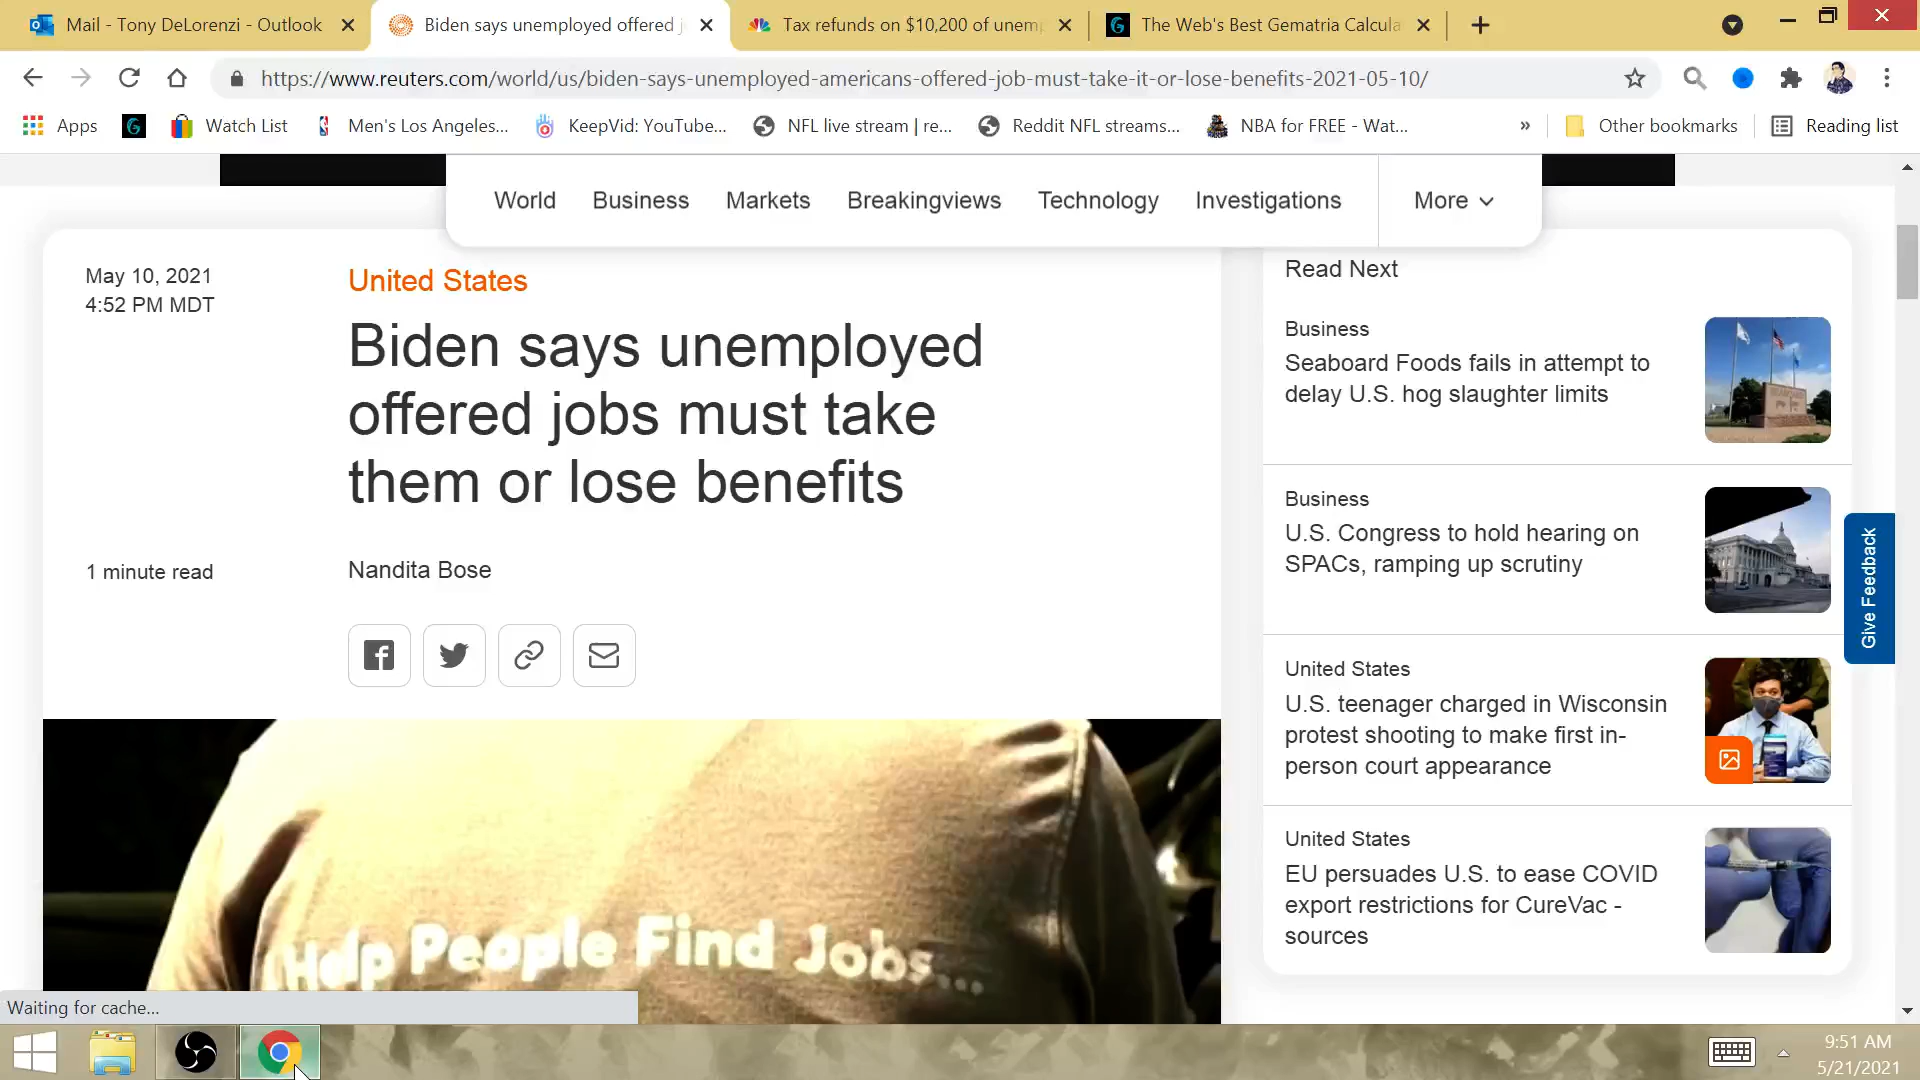 Mail - Tony DeLorenzi - Outlook
Biden says unemployed offered j
Tax refunds on $10,200 of unemp
The Web's Best Gematria Calcula
https://www.reuters.com/world/us/biden-says-unemployed-americans-offered-job-must-take-it-or-lose-benefits-2021-05-10/
Apps
Watch List
Men's Los Angeles...
KeepVid: YouTube...
NFL live stream | re...
Reddit NFL streams...
NBA for FREE - Wat...
»
Other bookmarks
Reading list
World
Business
Markets
Breakingviews
Technology
Investigations
More
May 10, 2021
4:52 PM MDT
United States
Biden says unemployed
offered jobs must take
them or lose benefits
1 minute read
Nandita Bose
Help People Find Jobs...
Read Next
Business
Seaboard Foods fails in attempt to
delay U.S. hog slaughter limits
Business
U.S. Congress to hold hearing on
SPACs, ramping up scrutiny
United States
U.S. teenager charged in Wisconsin
protest shooting to make first in-
person court appearance
United States
EU persuades U.S. to ease COVID
export restrictions for CureVac -
sources
Give Feedback
Waiting for cache...
9:51 AM
5/21/2021